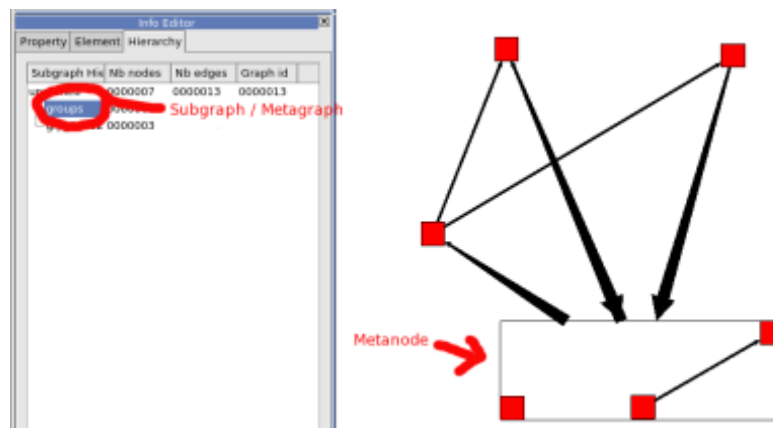 Info Editor
Property Element Hierarchy
Subgraph Hie Nb nodes Nb edges Graph id
0000007 0000013 0000013
groups Subgraph / Metagraph
0000003
Metanode